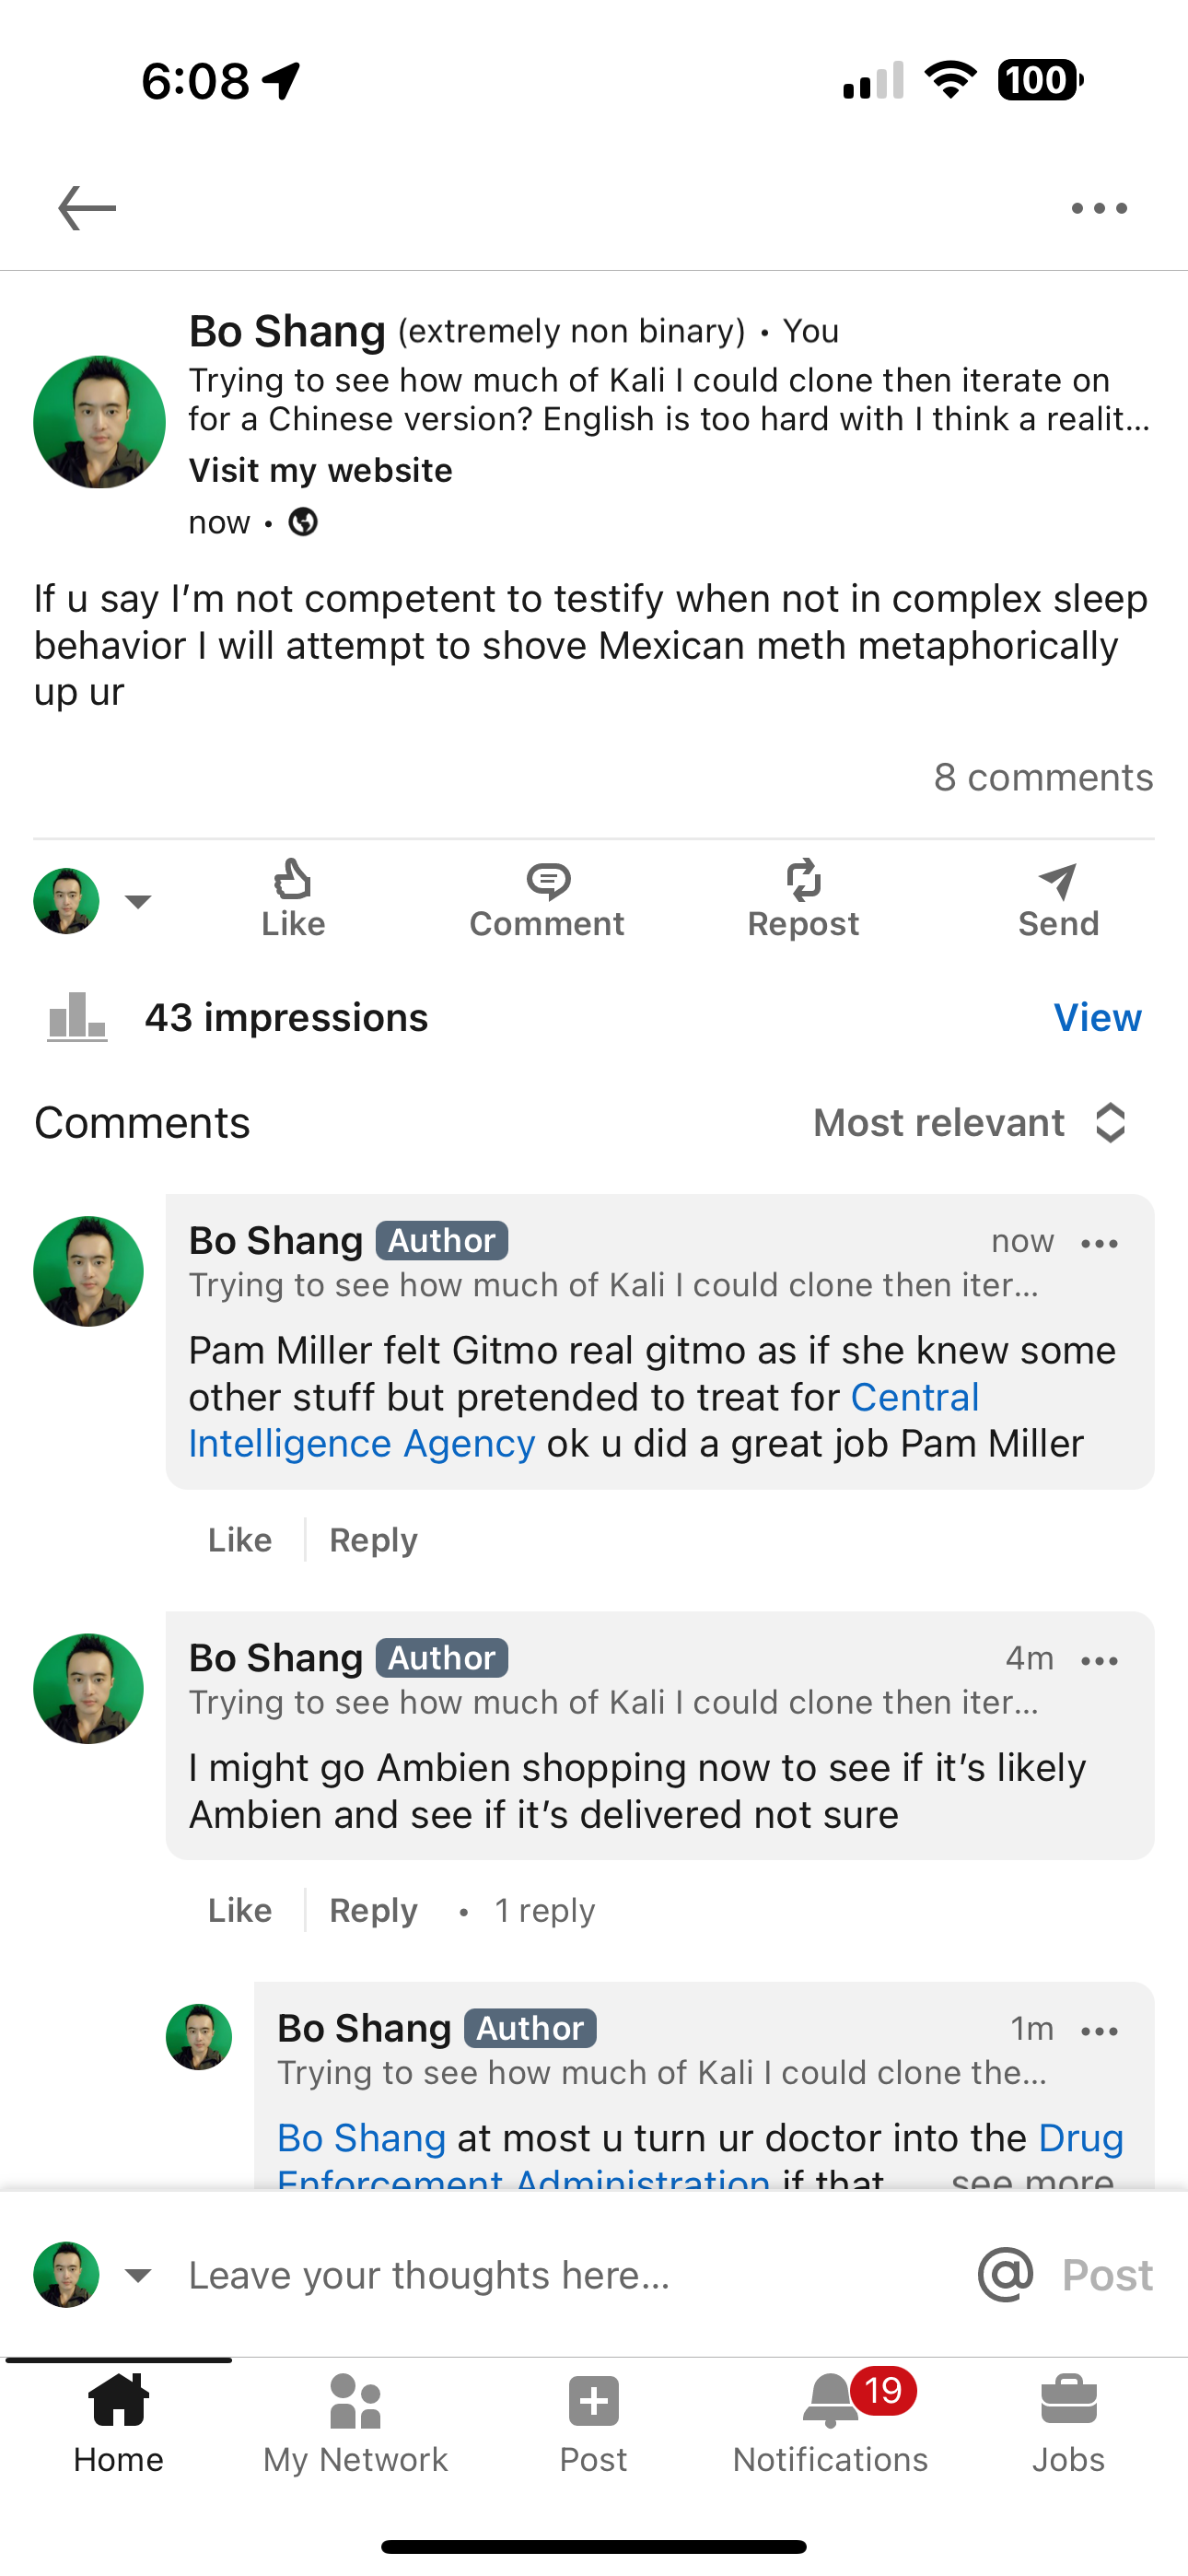 6:08
100
Bo Shang (extremely non binary) • You
Trying to see how much of Kali I could clone then iterate on
for a Chinese version? English is too hard with I think a realit...
Visit my website
now •
If u say I’m not competent to testify when not in complex sleep
behavior I will attempt to shove Mexican meth metaphorically
up ur
8 comments
Like
Comment
Repost
Send
43 impressions
View
Comments
Most relevant
Bo Shang Author
now
Trying to see how much of Kali I could clone then iter...
Pam Miller felt Gitmo real gitmo as if she knew some
other stuff but pretended to treat for Central
Intelligence Agency ok u did a great job Pam Miller
Like
Reply
Bo Shang Author
4m
Trying to see how much of Kali I could clone then iter...
I might go Ambien shopping now to see if it’s likely
Ambien and see if it’s delivered not sure
Like
Reply • 1 reply
Bo Shang Author
1m
Trying to see how much of Kali I could clone the...
Bo Shang at most u turn ur doctor into the Drug
Enforcement Administration if that
see more
Leave your thoughts here...
@
Post
Home
My Network
Post
19
Notifications
Jobs